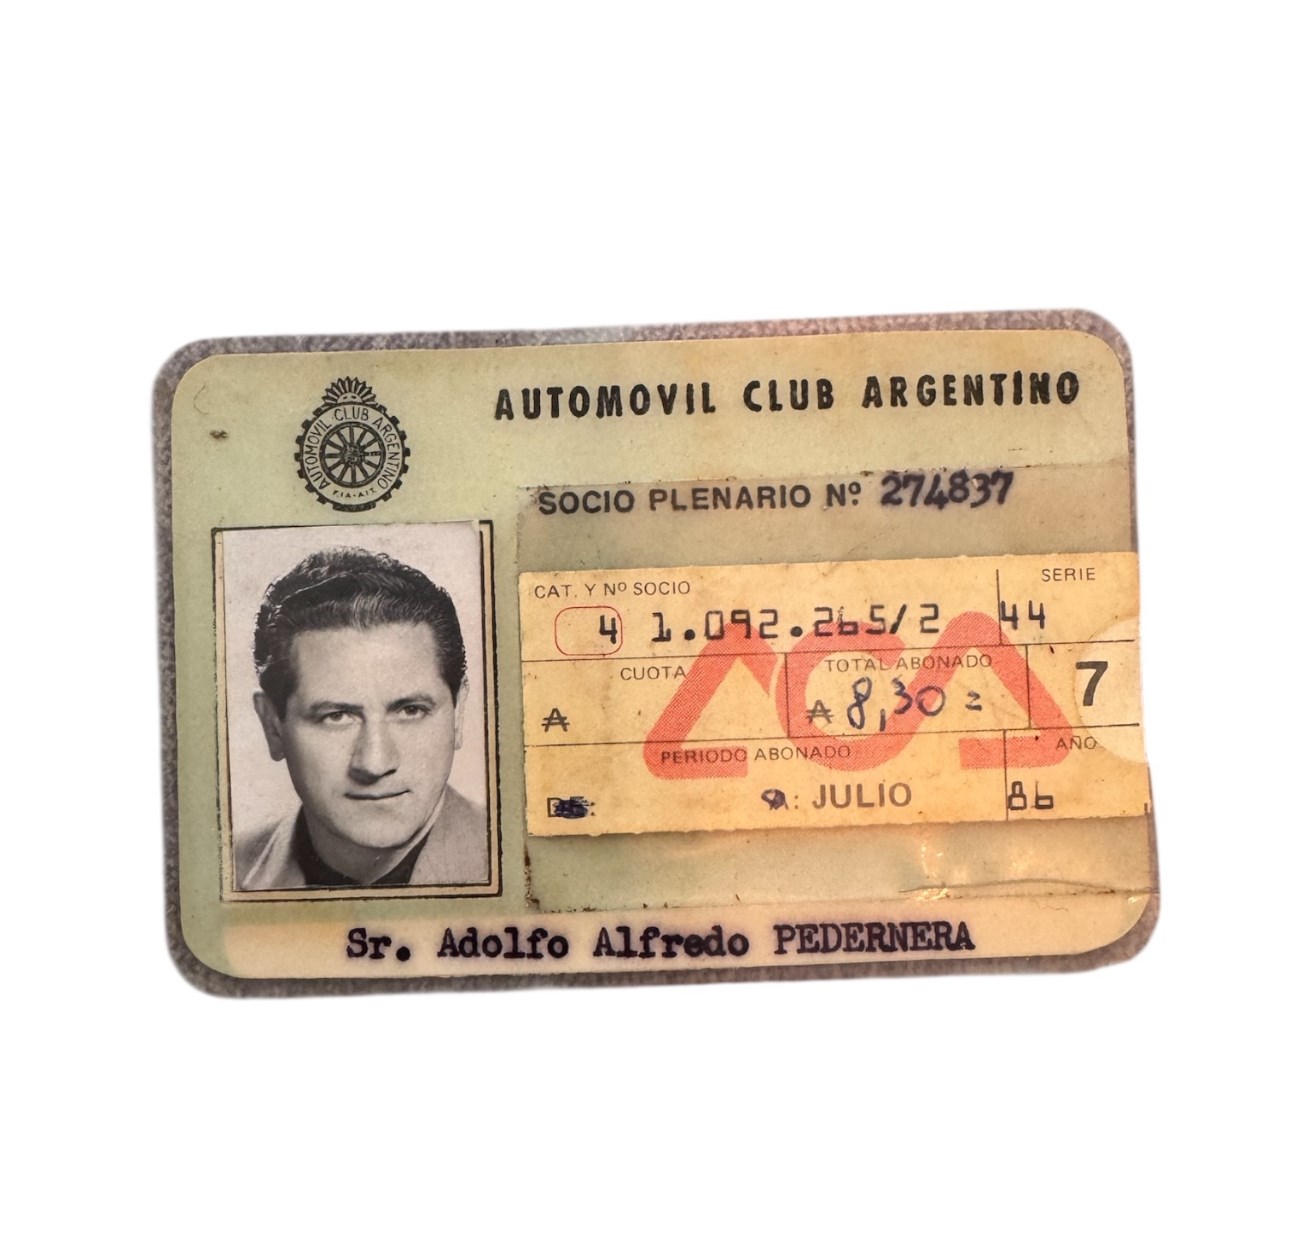 AUTOMOVIL CLUB ARGENTINO
AUTOMOVIL CLUB ARGENTINO
F.I.A.-A.I.T.
SOCIO PLENARIO Nº 274837
CAT. Y Nº SOCIO SERIE
4 1.092.265/2 44
CUOTA TOTAL ABONADO 7
₳ ₳ 8,30=
PERIODO ABONADO AÑO
JULIO 86
Sr. Adolfo Alfredo PEDERNERA